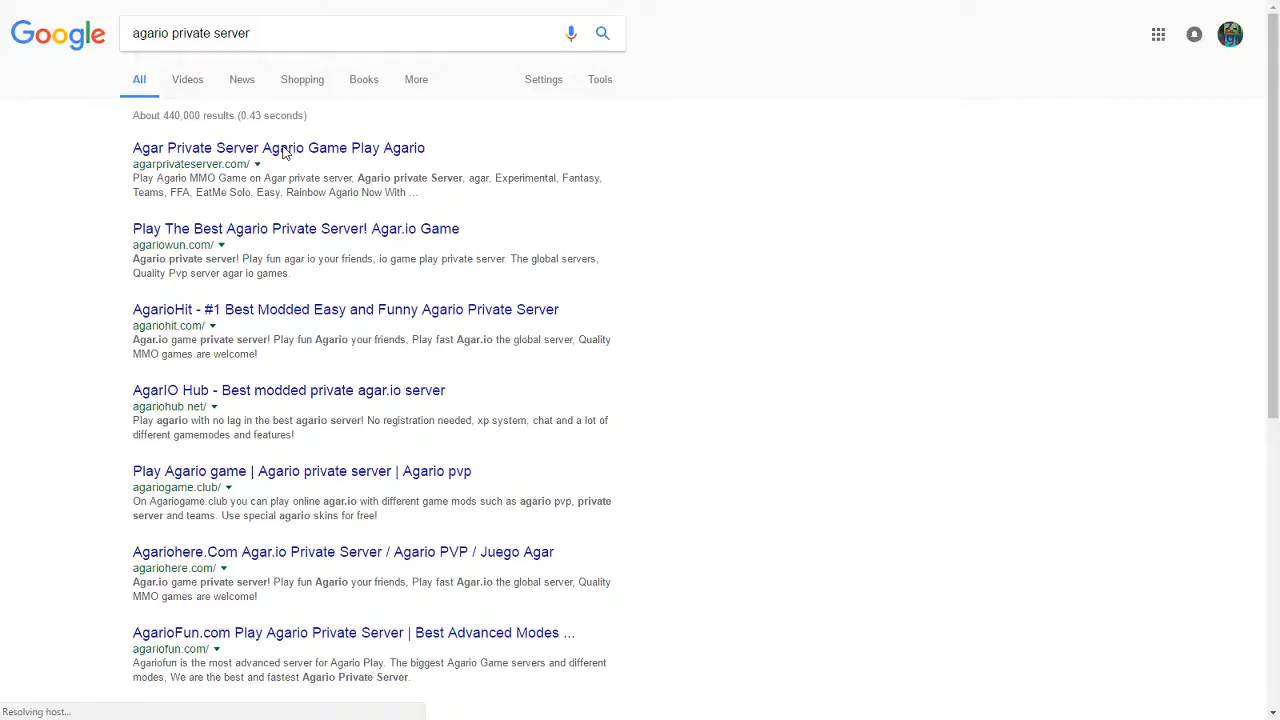 Google
agario private server
All Videos News Shopping Books More Settings Tools
About 440,000 results (0.43 seconds)
Agar Private Server Agario Game Play Agario
agarprivateserver.com/
Play Agario MMO Game on Agar private server, Agario private Server, agar, Experimental, Fantasy,
Teams, FFA, EatMe Solo, Easy, Rainbow Agario Now With ...
Play The Best Agario Private Server! Agar.io Game
agariowun.com/
Agario private server! Play fun agar io your friends, io game play private server. The global servers,
Quality Pvp server agar io games.
AgarioHit - #1 Best Modded Easy and Funny Agario Private Server
agariohit.com/
Agar.io game private server! Play fun Agario your friends, Play fast Agar.io the global server, Quality
MMO games are welcome!
AgarIO Hub - Best modded private agar.io server
agariohub.net/
Play agario with no lag in the best agario server! No registration needed, xp system, chat and a lot of
different gamemodes and features!
Play Agario game | Agario private server | Agario pvp
agariogame.club/
On Agariogame.club you can play online agar.io with different game mods such as agario pvp, private
server and teams. Use special agario skins for free!
Agariohere.Com Agar.io Private Server / Agario PVP / Juego Agar
agariohere.com/
Agar.io game private server! Play fun Agario your friends, Play fast Agar.io the global server, Quality
MMO games are welcome!
AgarioFun.com Play Agario Private Server | Best Advanced Modes ...
agariofun.com/
Agariofun is the most advanced server for Agario Play. The biggest Agario Game servers and different
modes, We are the best and fastest Agario Private Server.
Resolving host...